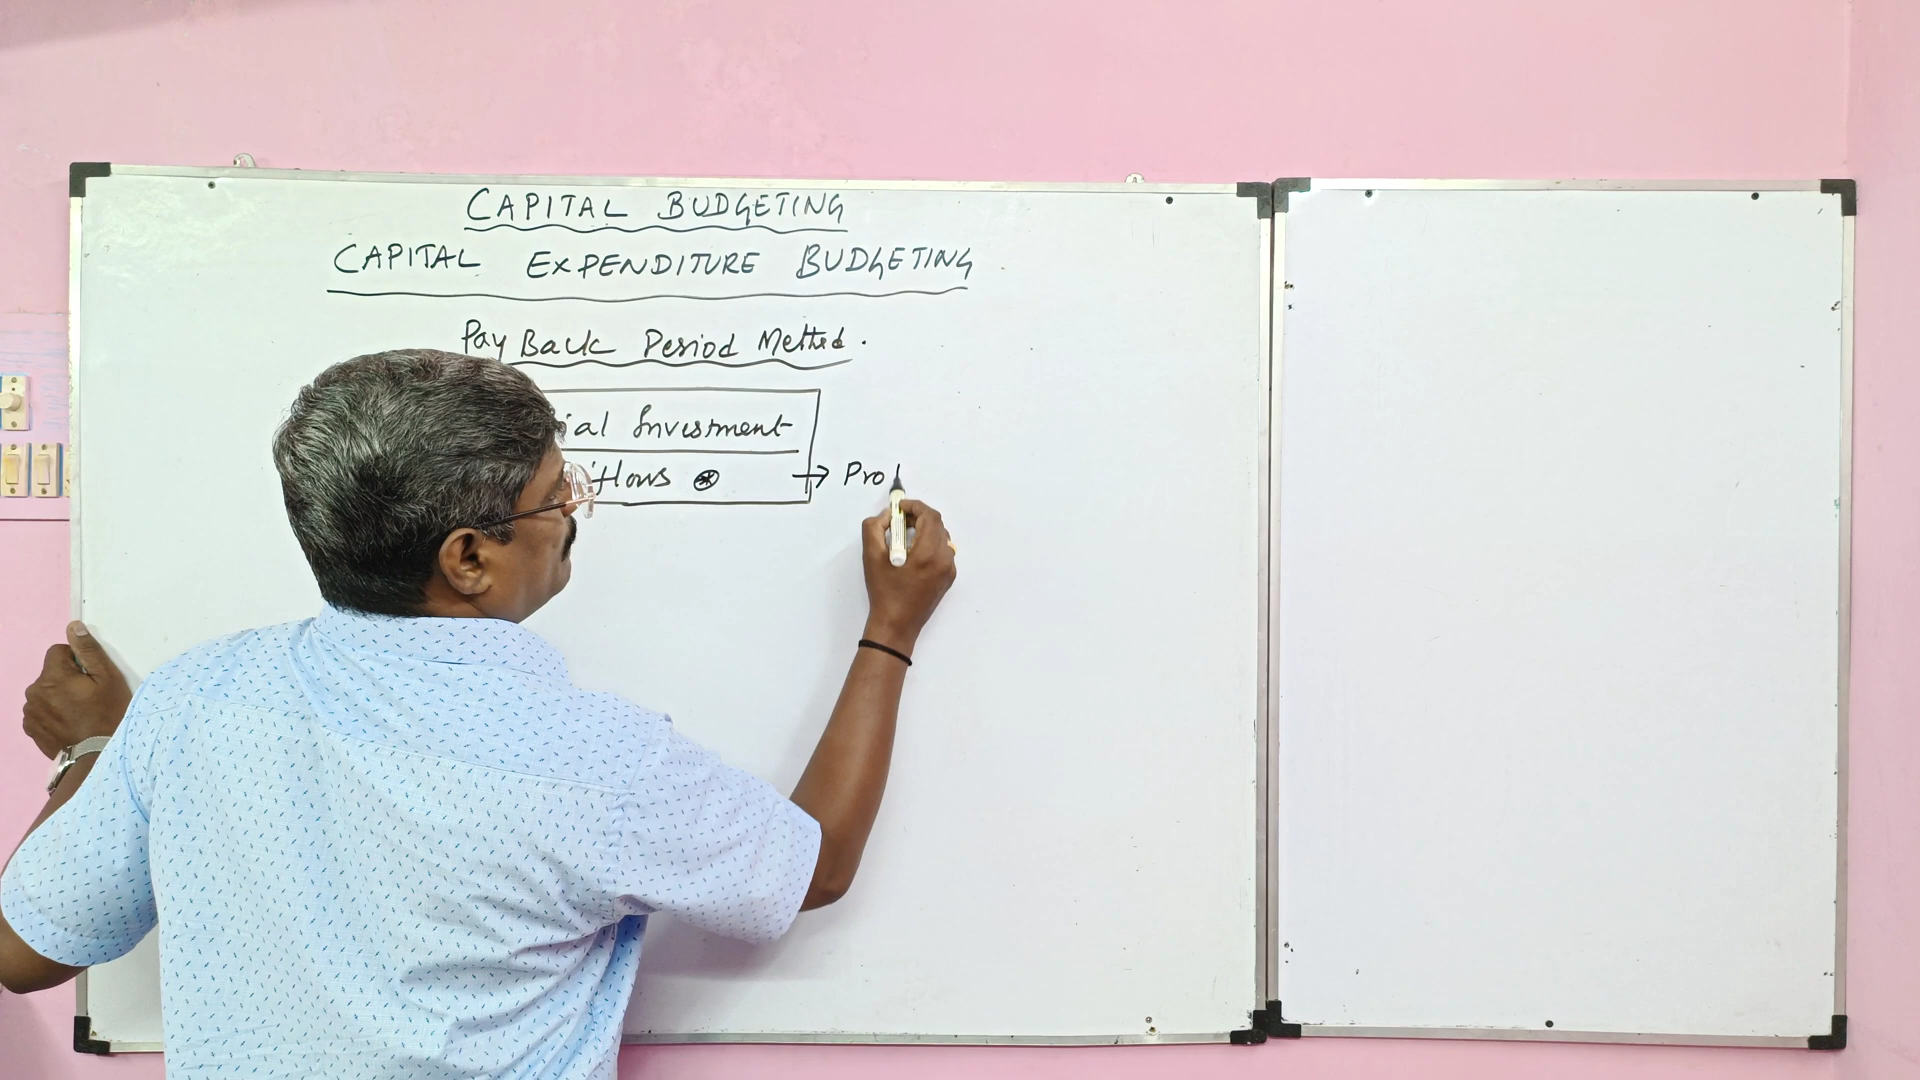 CAPITAL BUDGETING
CAPITAL EXPENDITURE BUDGETING
Pay Back Period Method.
ial Investment
flows → Pro